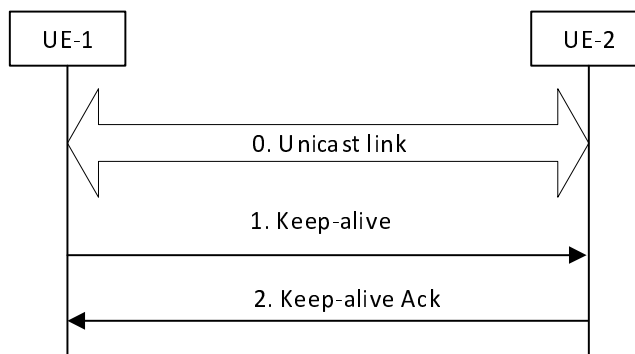 UE-1
UE-2
0. Unicast link
1. Keep-alive
2. Keep-alive Ack